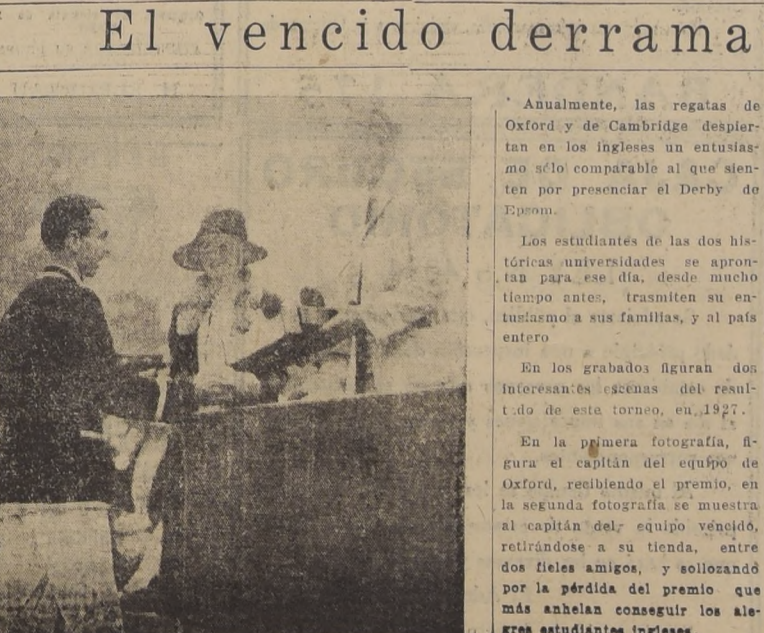 El vencido derrama
Anualmente, las regatas de
Oxford y de Cambridge despier-
tan en los ingleses un entusias-
mo sólo comparable al que sien-
ten por presenciar el Derby de
Epsom.
Los estudiantes de las dos his-
tóricas universidades se apron-
tan para ese día, desde mucho
tiempo antes, trasmiten su en-
tusiasmo a sus familias, y al país
entero
En los grabados figuran dos
interesantes escenas del resul-
t do de este torneo, en 1927.
En la primera fotografía, fi-
gura el capitán del equipo de
Oxford, recibiendo el premio, en
la segunda fotografía se muestra
al capitán del equipo vencido,
retirándose a su tienda, entre
dos fieles amigos, y sollozando
por la pérdida del premio que
más anhelan conseguir los ale-
gres estudiantes ingleses